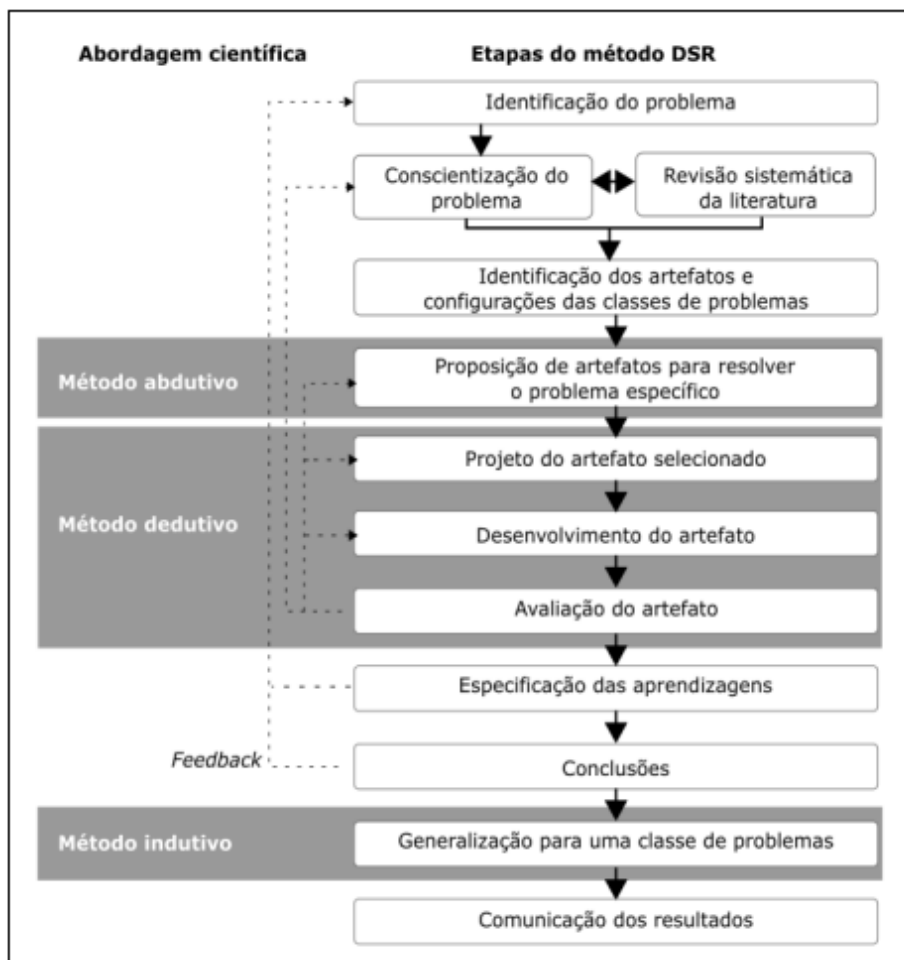 Abordagem científica
Etapas do método DSR
Identificação do problema
Conscientização do
problema
Revisão sistemática
da literatura
Identificação dos artefatos e
configurações das classes de problemas
Método abdutivo
Proposição de artefatos para resolver
o problema específico
Método dedutivo
Projeto do artefato selecionado
Desenvolvimento do artefato
Avaliação do artefato
Especificação das aprendizagens
Feedback
Conclusões
Método indutivo
Generalização para uma classe de problemas
Comunicação dos resultados